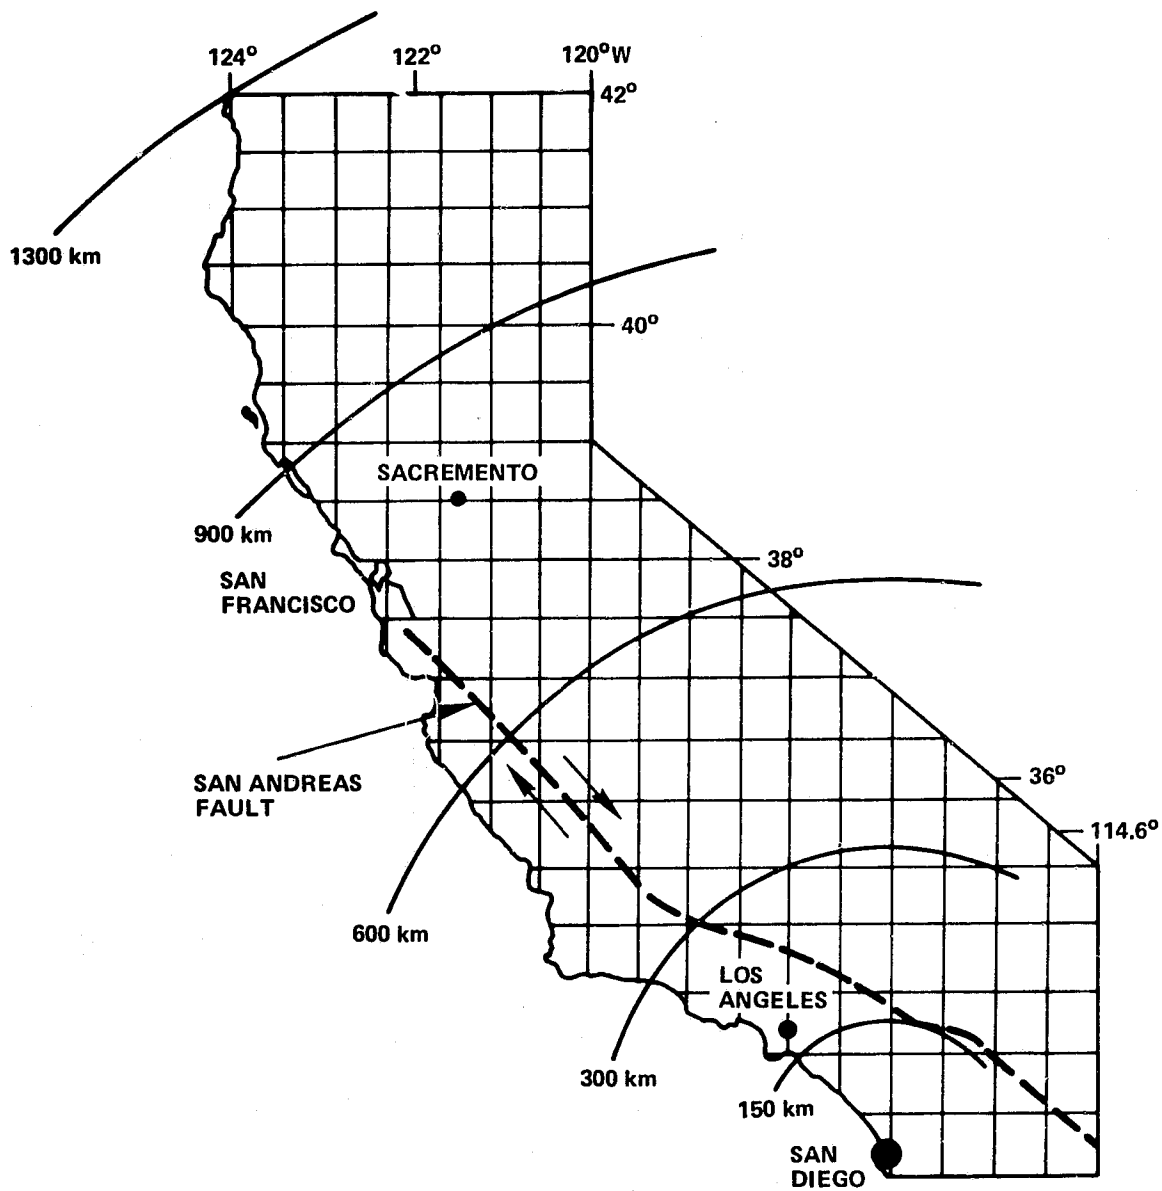 124°
122°
120°W
42°
1300 km
40°
SACREMENTO
900 km
38°
SAN
FRANCISCO
SAN ANDREAS
FAULT
36°
114.6°
600 km
LOS
ANGELES
300 km
150 km
SAN
DIEGO